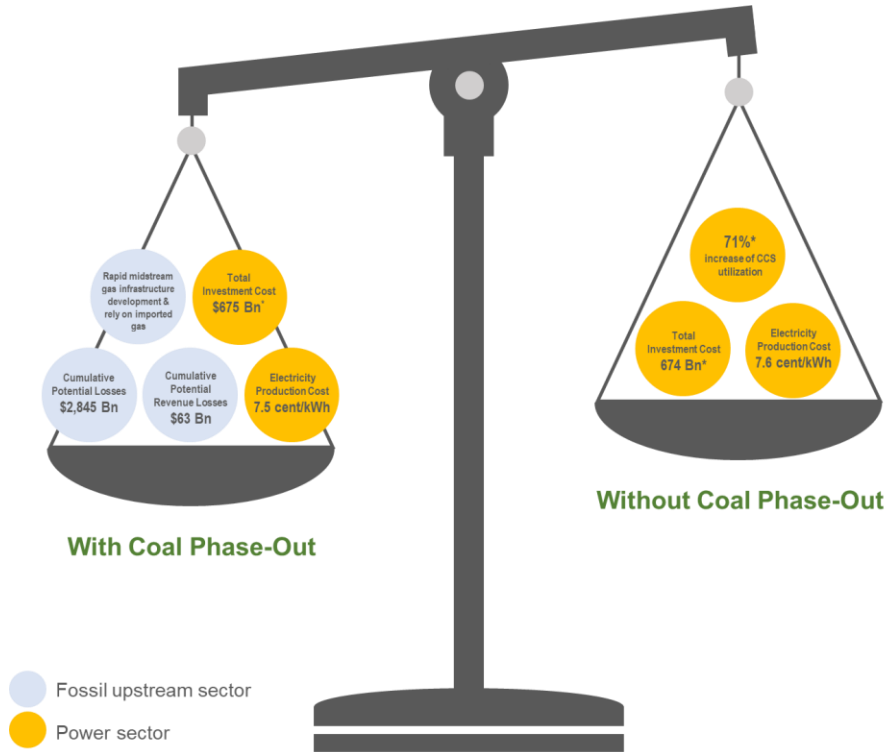 71%*
increase of CCS
utilization
Rapid midstream
gas infrastructure
development &
rely on imported
gas
Total
Investment Cost
$675 Bn*
Total
Investment Cost
674 Bn*
Electricity
Production Cost
7.6 cent/kWh
Cumulative
Potential Losses
$2,845 Bn
Cumulative
Potential
Revenue Losses
$63 Bn
Electricity
Production Cost
7.5 cent/kWh
Without Coal Phase-Out
With Coal Phase-Out
Fossil upstream sector
Power sector